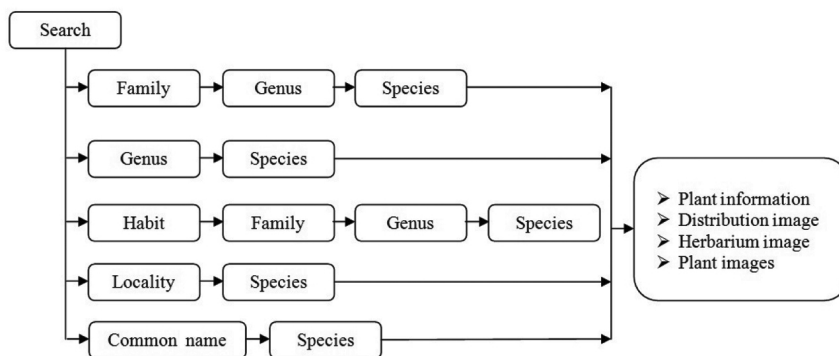 Search
Family Genus Species
Genus Species
Habit Family Genus Species
Locality Species
Common name Species
➢ Plant information
➢ Distribution image
➢ Herbarium image
➢ Plant images